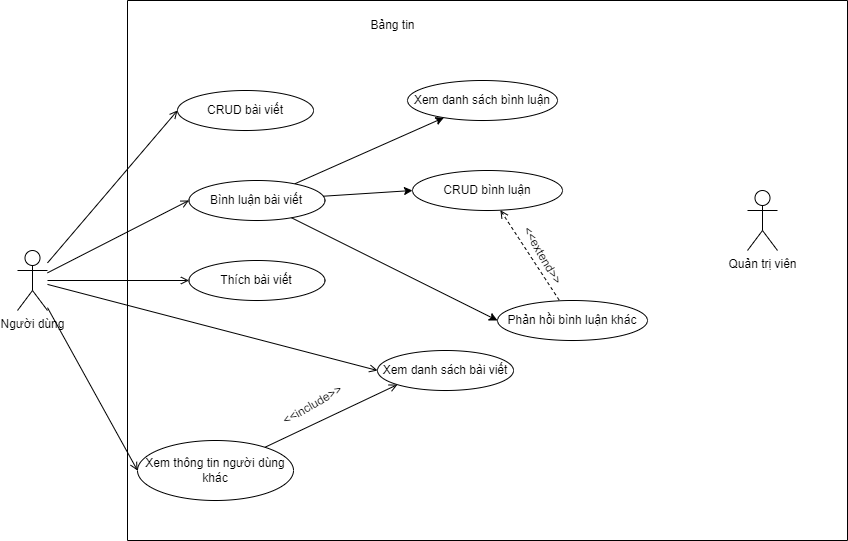 Bảng tin
CRUD bài viết
Xem danh sách bình luận
Bình luận bài viết
CRUD bình luận
<<extend>>
Quản trị viên
Thích bài viết
Người dùng
Phản hồi bình luận khác
Xem danh sách bài viết
<<include>>
Xem thông tin người dùng
khác